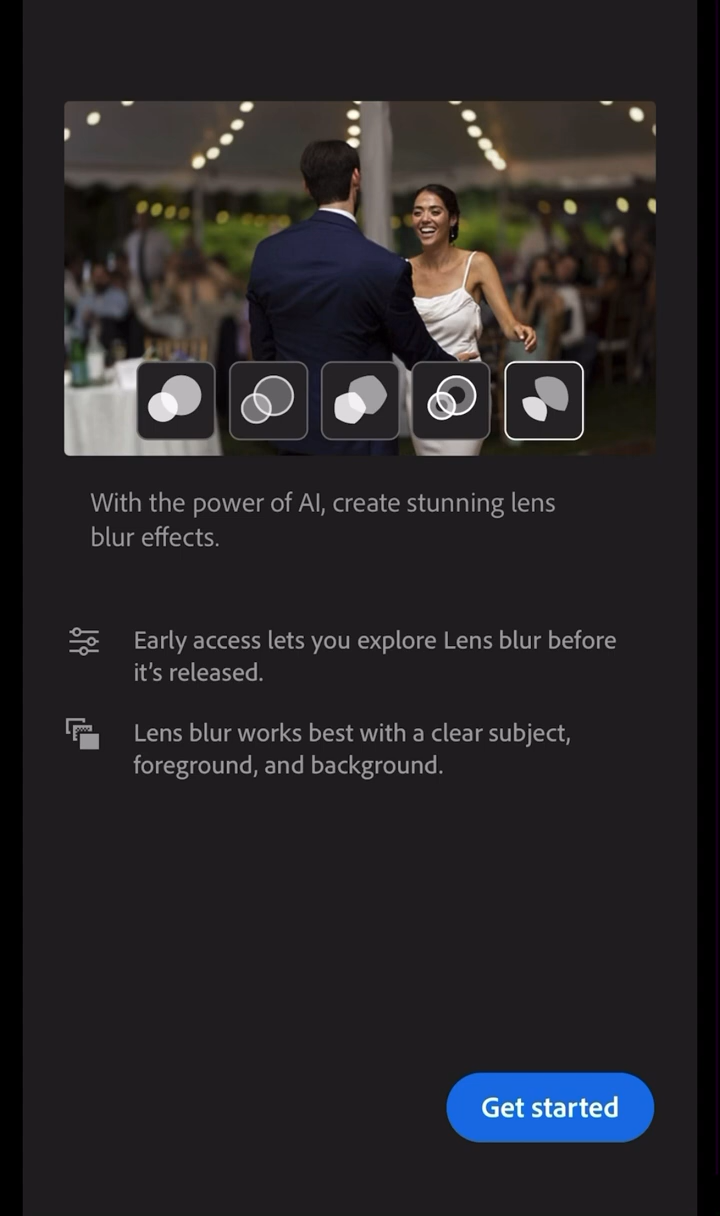 With the power of AI, create stunning lens
blur effects.
Early access lets you explore Lens blur before
it’s released.
Lens blur works best with a clear subject,
foreground, and background.
Get started